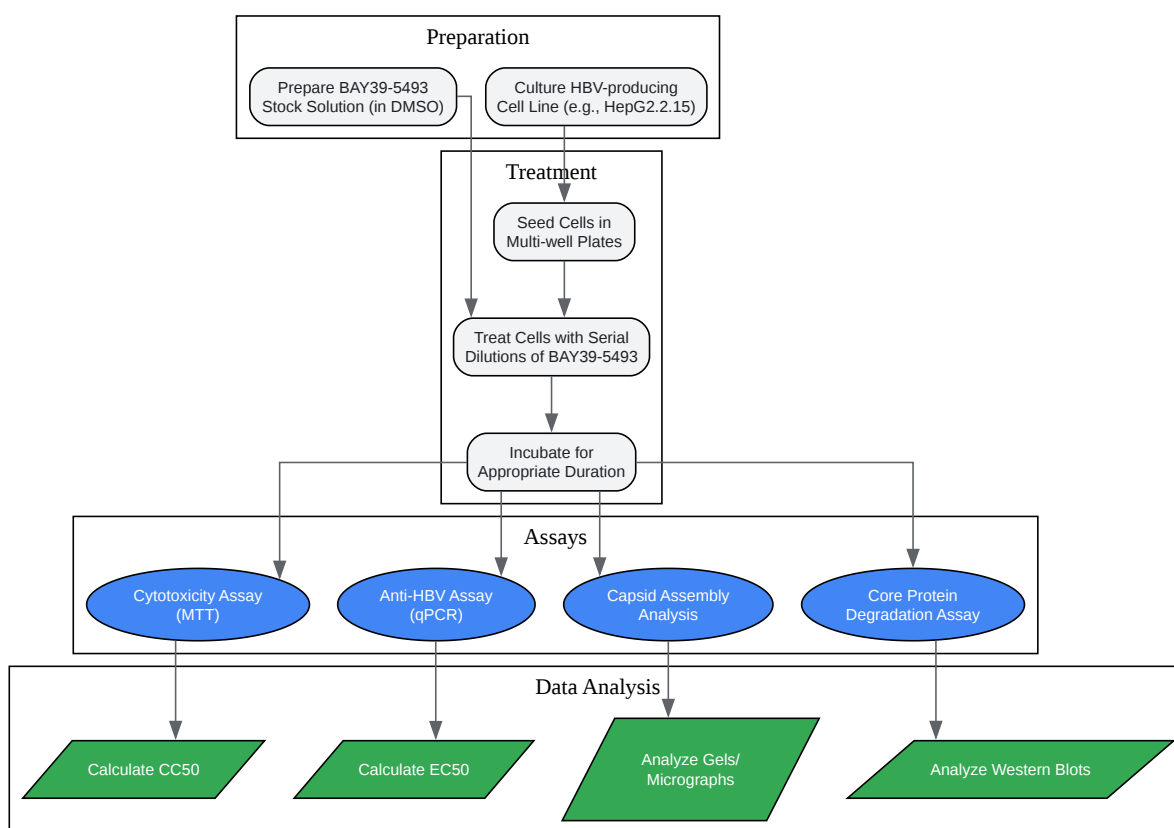 Preparation
Prepare BAY39-5493
Stock Solution (in DMSO)
Culture HBV-producing
Cell Line (e.g., HepG2.2.15)
Treatment
Seed Cells in
Multi-well Plates
Treat Cells with Serial
Dilutions of BAY39-5493
Incubate for
Appropriate Duration
Assays
Cytotoxicity Assay
(MTT)
Anti-HBV Assay
(qPCR)
Capsid Assembly
Analysis
Core Protein
Degradation Assay
Data Analysis
Calculate CC50
Calculate EC50
Analyze Gels/
Micrographs
Analyze Western Blots